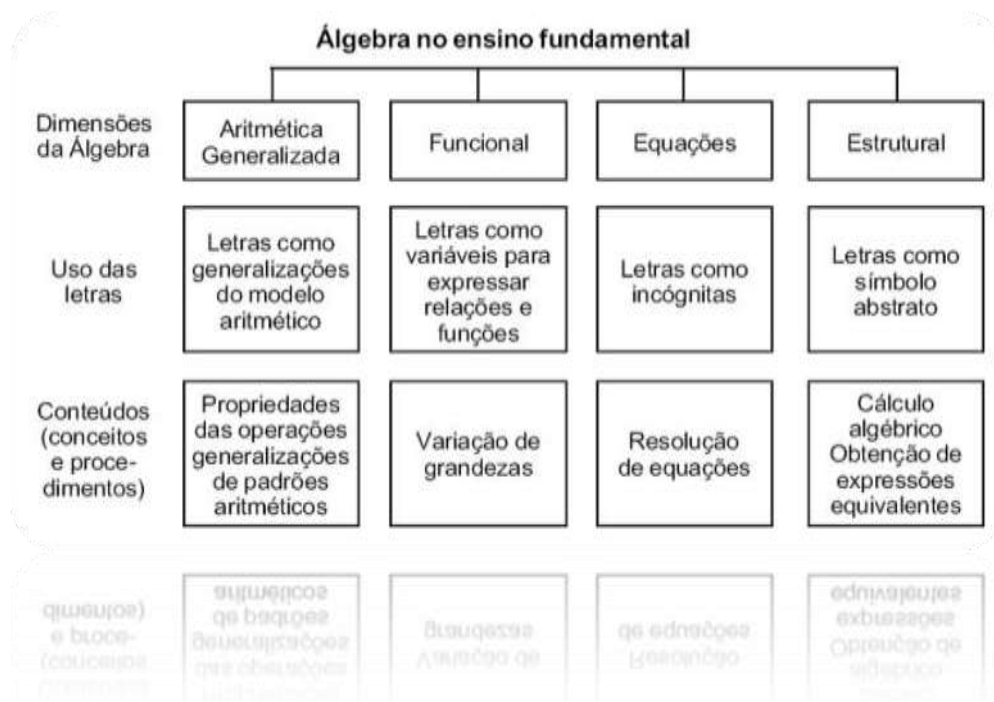 Álgebra no ensino fundamental
Dimensões
da Álgebra
Aritmética
Generalizada
Funcional
Equações
Estrutural
Uso das
letras
Letras como
generalizações
do modelo
aritmético
Letras como
variáveis para
expressar
relações e
funções
Letras como
incógnitas
Letras como
símbolo
abstrato
Conteúdos
(conceitos
e proce-
dimentos)
Propriedades
das operações
generalizações
de padrões
aritméticos
Variação de
grandezas
Resolução
de equações
Cálculo
algébrico
Obtenção de
expressões
equivalentes